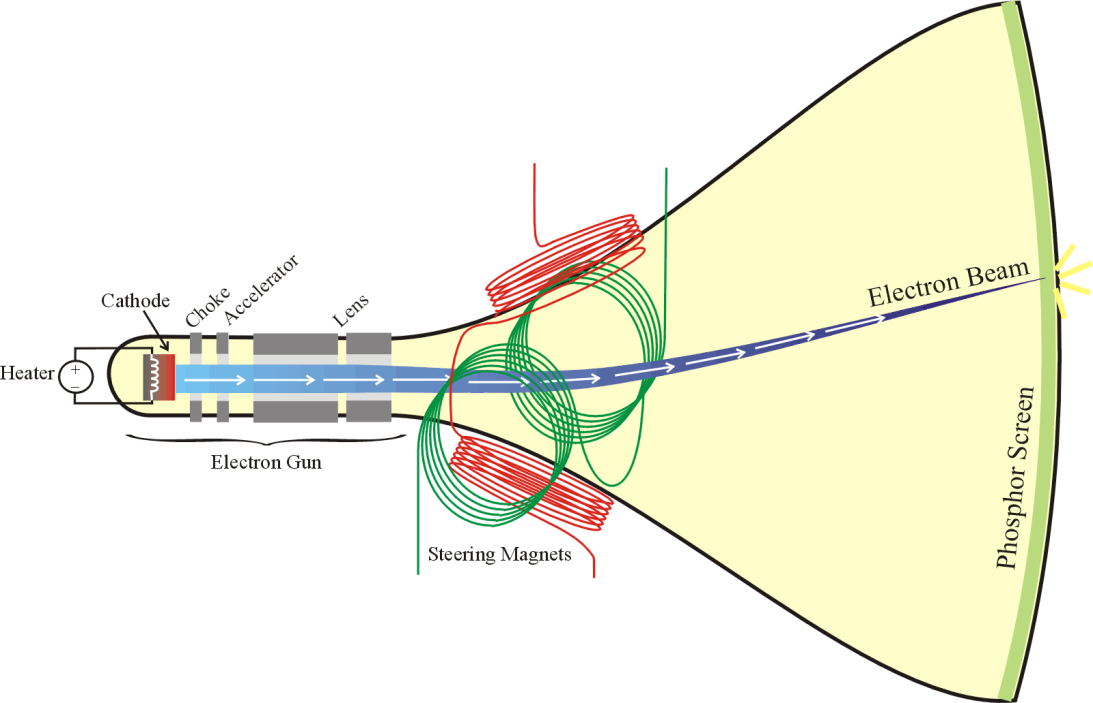 Cathode
Choke
Accelerator
Lens
Heater
+
−
Electron Gun
Steering Magnets
Electron Beam
Phosphor Screen